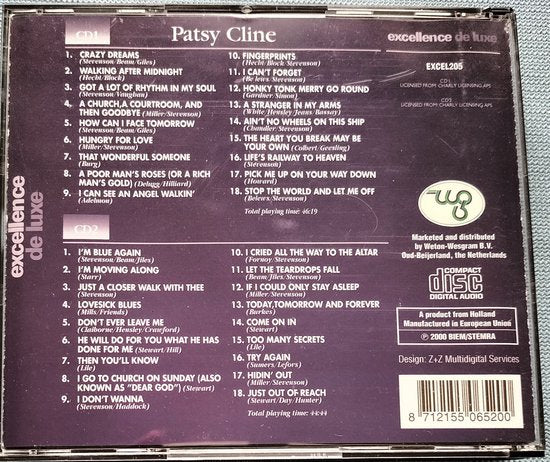 CD1
Patsy Cline
excellence de luxe
1. CRAZY DREAMS
(Stevenson/Beam/Giles)
2. WALKING AFTER MIDNIGHT
(Hecht/Block)
3. GOT A LOT OF RHYTHM IN MY SOUL
(Stevenson/Vaughan)
4. A CHURCH,A COURTROOM, AND
THEN GOODBYE (Miller/Stevenson)
5. HOW CAN I FACE TOMORROW
(Stevenson/Beam/Giles)
6. HUNGRY FOR LOVE
(Miller/Stevenson)
7. THAT WONDERFUL SOMEONE
(Burg)
8. A POOR MAN'S ROSES (OR A RICH
MAN'S GOLD) (Delugg/Hilliard)
9. I CAN SEE AN ANGEL WALKIN'
(Adelmon)
10. FINGERPRINTS
(Hecht/Block/Stevenson)
11. I CAN'T FORGET
(Belews/Stevenson)
12. HONKY TONK MERRY GO ROUND
(Gardner/Simon)
13. A STRANGER IN MY ARMS
(White/Hensley/Jeans/Bassay)
14. AIN'T NO WHEELS ON THIS SHIP
(Chandler/Stevenson)
15. THE HEART YOU BREAK MAY BE
YOUR OWN (Colbert/Geesling)
16. LIFE'S RAILWAY TO HEAVEN
(Stevenson)
17. PICK ME UP ON YOUR WAY DOWN
(Howard)
18. STOP THE WORLD AND LET ME OFF
(Belews/Stevenson)
Total playing time: 46:19
EXCEL205
CD1
LICENSED FROM: CHARLY LICENSING APS
CD2
LICENSED FROM: CHARLY LICENSING APS
excellence
de luxe
CD2
1. I'M BLUE AGAIN
(Stevenson/Beam/Jiles)
2. I'M MOVING ALONG
(Starr)
3. JUST A CLOSER WALK WITH THEE
(Stevenson)
4. LOVESICK BLUES
(Mills/Friends)
5. DON'T EVER LEAVE ME
(Claiborne/Hensley/Crawford)
6. HE WILL DO FOR YOU WHAT HE HAS
DONE FOR ME (Stewart/Hill)
7. THEN YOU'LL KNOW
(Lile)
8. I GO TO CHURCH ON SUNDAY (ALSO
KNOWN AS "DEAR GOD") (Stewart)
9. I DON'T WANNA
(Stevenson/Haddock)
10. I CRIED ALL THE WAY TO THE ALTAR
(Fornoy/Stevenson)
11. LET THE TEARDROPS FALL
(Beam/Jiles/Stevenson)
12. IF I COULD ONLY STAY ASLEEP
(Miller/Stevenson)
13. TODAY,TOMORROW AND FOREVER
(Burkes)
14. COME ON IN
(Stewart)
15. TOO MANY SECRETS
(Lile)
16. TRY AGAIN
(Sumers/Lefors)
17. HIDIN' OUT
(Miller/Stevenson)
18. JUST OUT OF REACH
(Stewart/Day/Hunter)
Total playing time: 44:44
Marketed and distributed
by Weton-Wesgram B.V.
Oud-Beijerland, the Netherlands
COMPACT
disc
DIGITAL AUDIO
A product from Holland
Manufactured in European Union
℗ 2000 BIEM/STEMRA
Design: Z+Z Multidigital Services
8 712155 065200